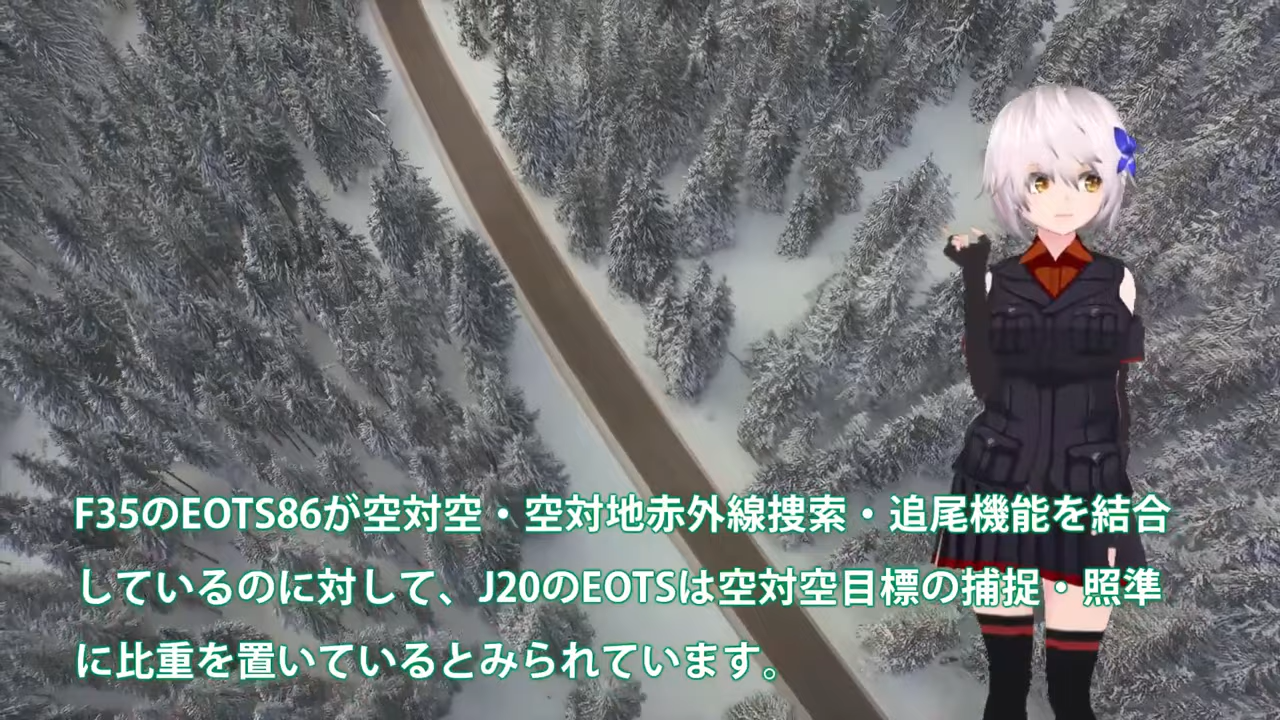 F35のEOTS86が空対空・空対地赤外線捜索・追尾機能を結合
しているのに対して、J20のEOTSは空対空目標の捕捉・照準
に比重を置いているとみられています。